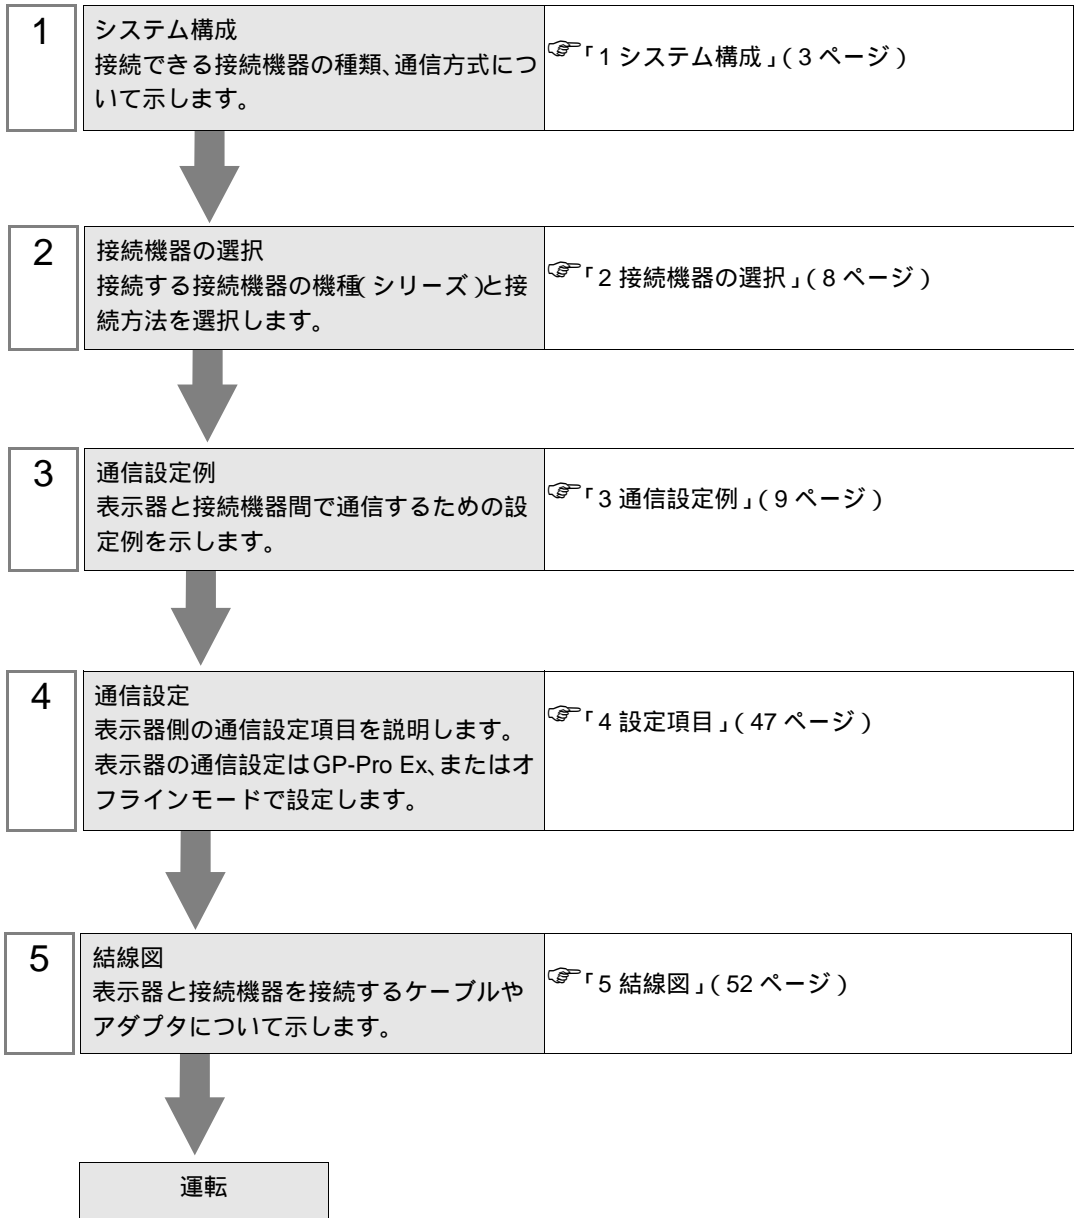 1
システム構成
接続できる接続機器の種類、通信方式につ
いて示します。
☞「1 システム構成」( 3 ページ )
2
接続機器の選択
接続する接続機器の機種( シリーズ )と接
続方法を選択します。
☞「2 接続機器の選択」( 8 ページ )
3
通信設定例
表示器と接続機器間で通信するための設
定例を示します。
☞「3 通信設定例」( 9 ページ )
4
通信設定
表示器側の通信設定項目を説明します。
表示器の通信設定はGP-Pro Ex、またはオ
フラインモードで設定します。
☞「4 設定項目」( 47 ページ )
5
結線図
表示器と接続機器を接続するケーブルや
アダプタについて示します。
☞「5 結線図」( 52 ページ )
運転